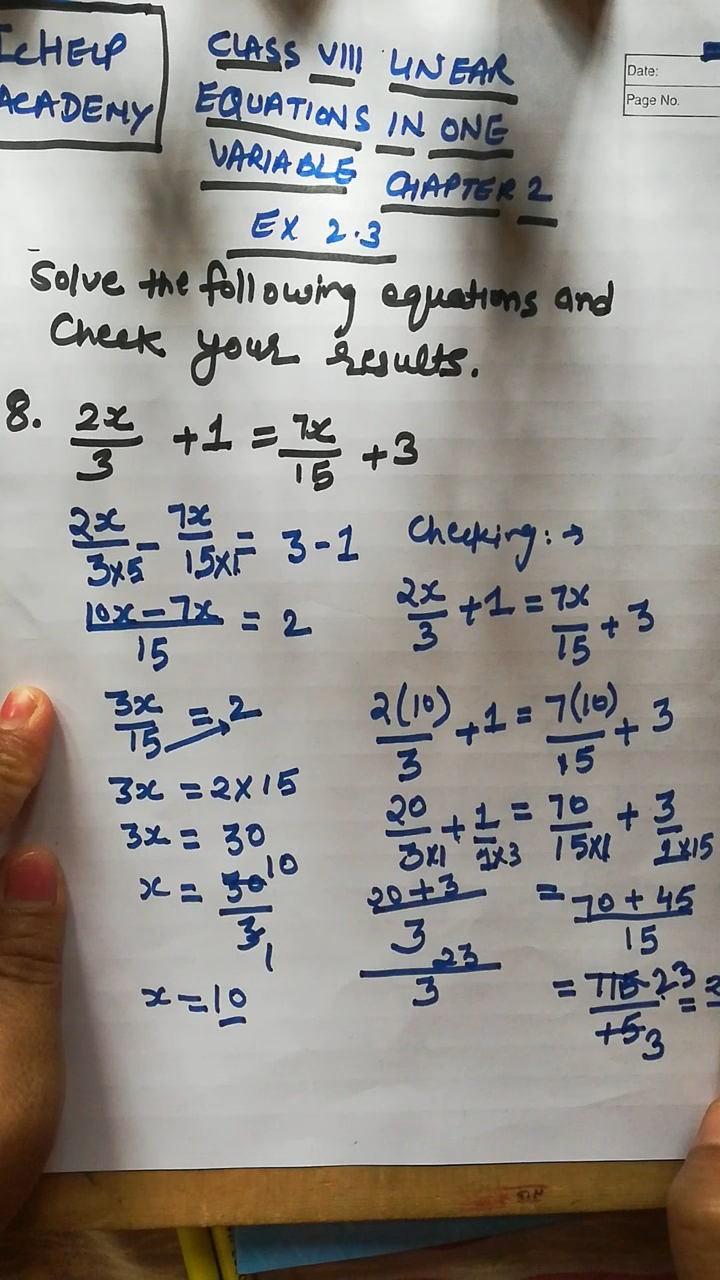 IcHELP
ACADEMY
CLASS VIII LINEAR
EQUATIONS IN ONE
VARIABLE CHAPTER 2
EX 2.3
Date:
Page No.
Solve the following equations and
Check your results.
8. 2x/3 + 1 = 7x/15 + 3
2x/3×5 - 7x/15×1 = 3-1
10x - 7x/15 = 2
3x/15 = 2
3x = 2×15
3x = 30
x = 30/3 10/1
x = 10
Checking: →
2x/3 + 1 = 7x/15 + 3
2(10)/3 + 1 = 7(10)/15 + 3
20/3×1 + 1/1×3 = 70/15×1 + 3/1×15
20+3/3 = 70+45/15
23/3 = 115/15 23/3 =